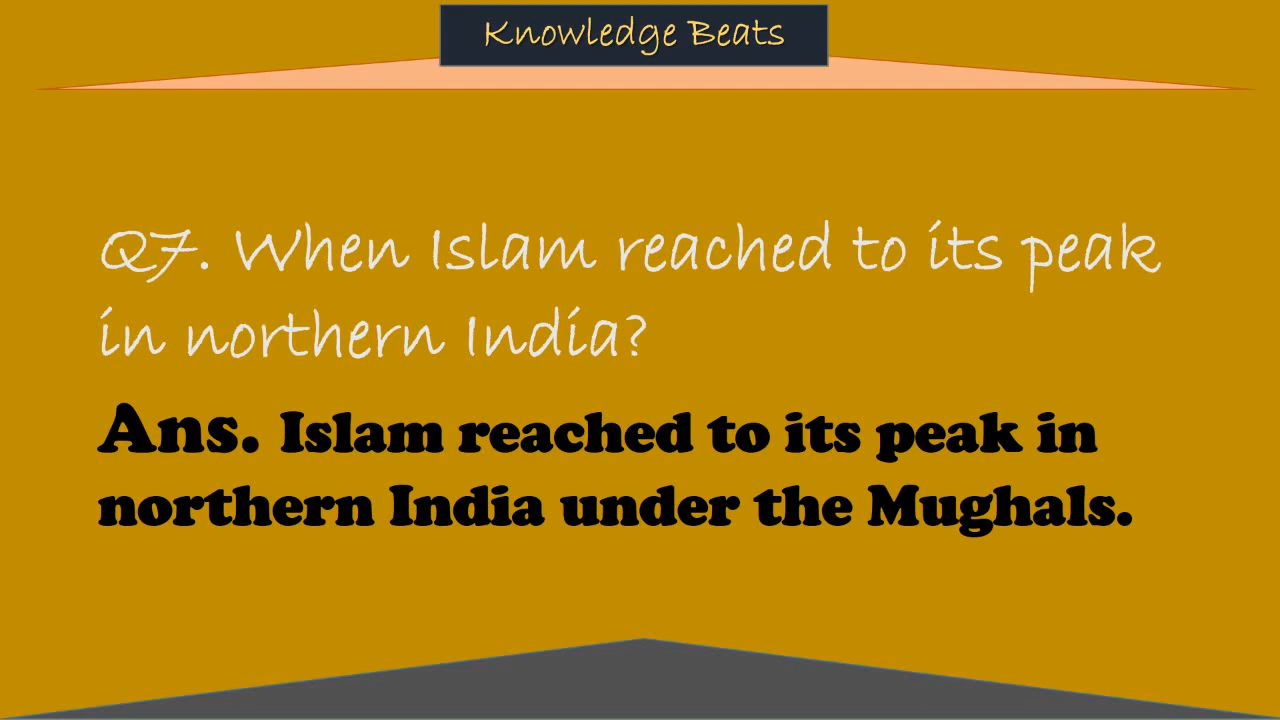 Knowledge Beats
Q7. When Islam reached to its peak
in northern India?
Ans. Islam reached to its peak in
northern India under the Mughals.